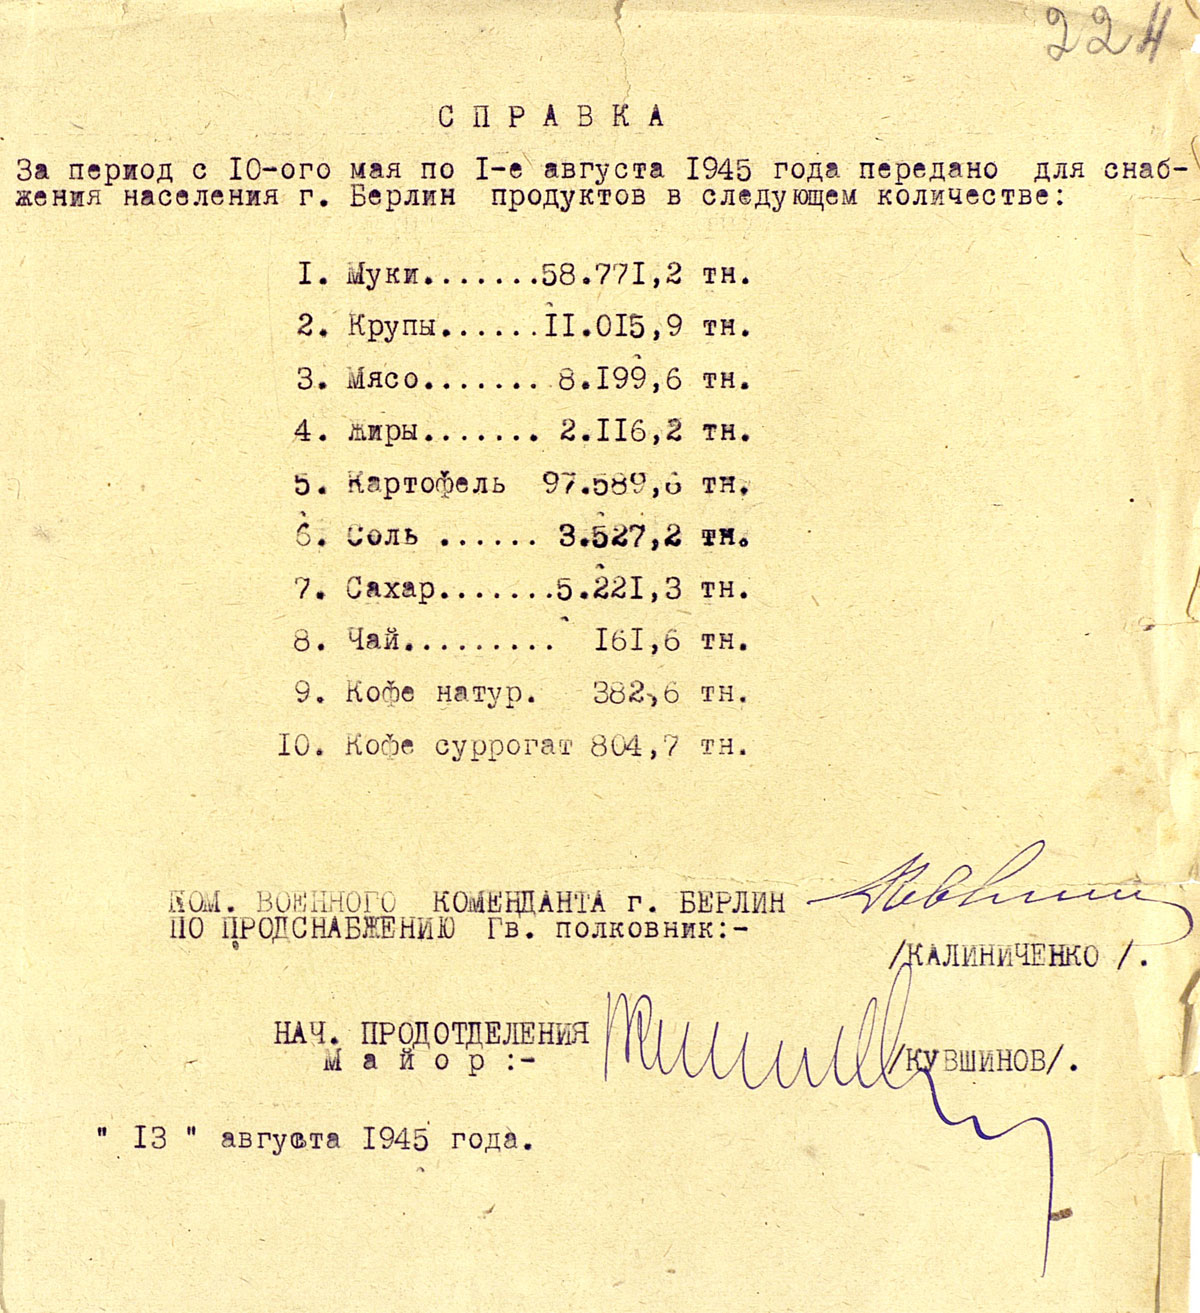 224
СПРАВКА
За период с 10-ого мая по 1-е августа 1945 года передано для снаб-
жения населения г. Берлин продуктов в следующем количестве:
1. Муки.......58.771,2 тн.
2. Крупы......11.015,9 тн.
3. Мясо....... 8.199,6 тн.
4. Жиры....... 2.116,2 тн.
5. Картофель 97.589,6 тн.
6. Соль ...... 3.527,2 тн.
7. Сахар.......5.221,3 тн.
8. Чай......... 161,6 тн.
9. Кофе натур. 382,6 тн.
10. Кофе суррогат 804,7 тн.
ПОМ. ВОЕННОГО КОМЕНДАНТА г. БЕРЛИН
ПО ПРОДСНАБЖЕНИЮ Гв. полковник:-
/КАЛИНИЧЕНКО /.
НАЧ. ПРОДОТДЕЛЕНИЯ
Майор:-
/КУВШИНОВ/.
" 13 " августа 1945 года.